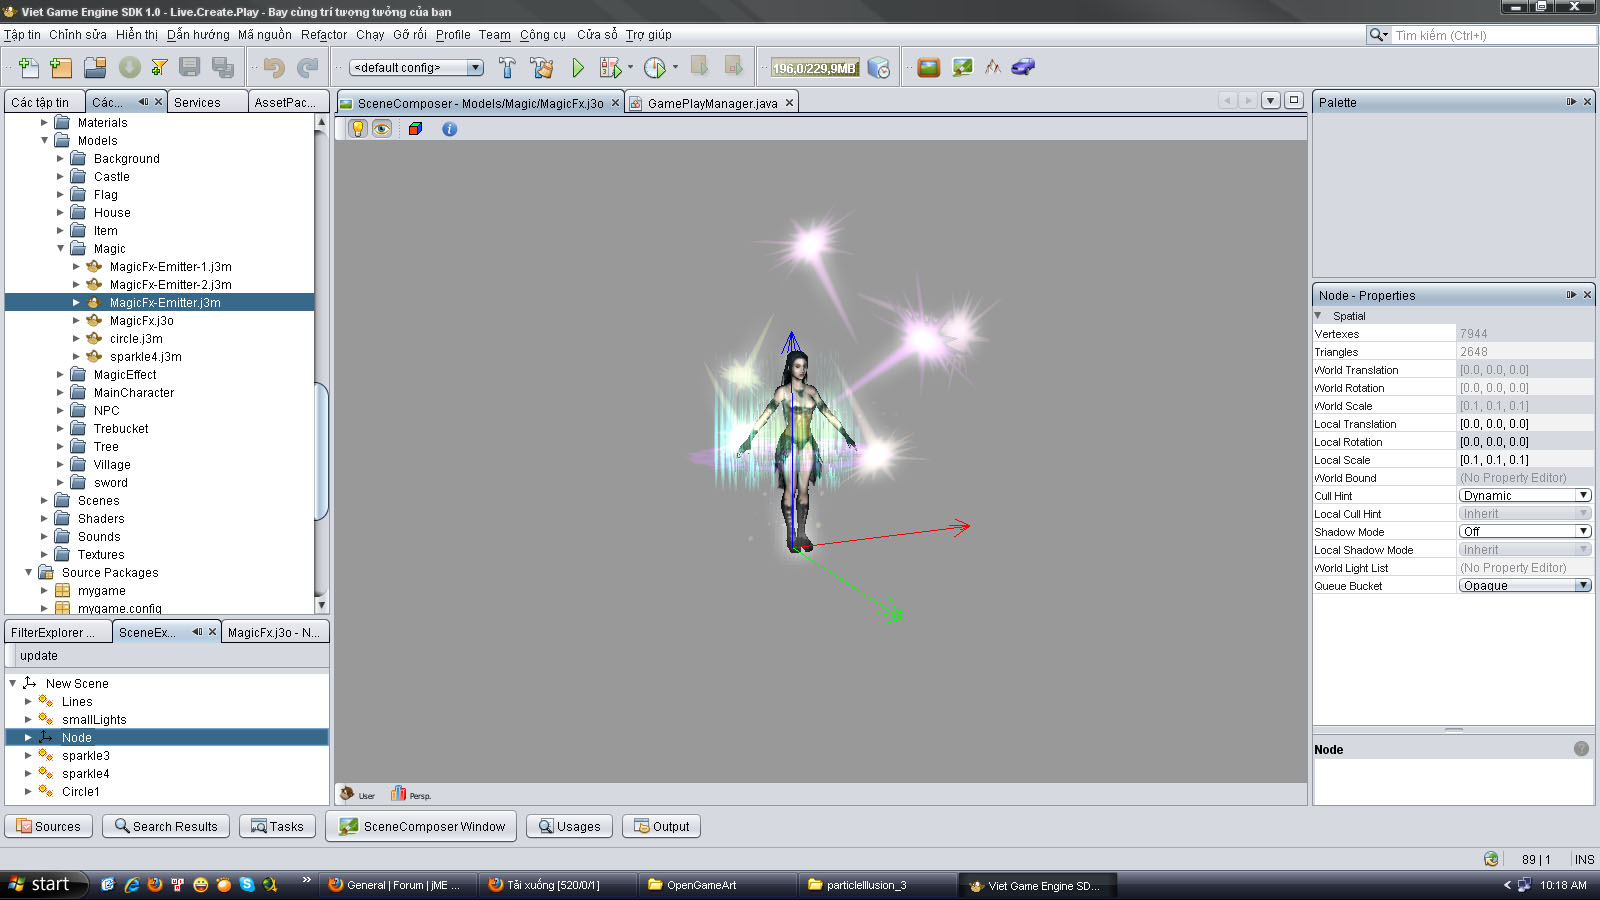 Viet Game Engine SDK 1.0 - Live.Create.Play - Bay cùng trí tượng tưởng của bạn
Tập tin Chỉnh sửa Hiển thị Dẫn hướng Mã nguồn Refactor Chạy Gỡ rối Profile Team Công cụ Cửa sổ Trợ giúp
Tìm kiếm (Ctrl+I)
<default config>
196,0/229,9MB
Các tập tin
Các...
Services
AssetPac...
Materials
Models
Background
Castle
Flag
House
Item
Magic
MagicFx-Emitter-1.j3m
MagicFx-Emitter-2.j3m
MagicFx-Emitter.j3m
MagicFx.j3o
circle.j3m
sparkle4.j3m
MagicEffect
MainCharacter
NPC
Trebucket
Tree
Village
sword
Scenes
Shaders
Sounds
Textures
Source Packages
mygame
mygame.config
FilterExplorer ...
SceneEx...
MagicFx.j3o - N...
update
New Scene
Lines
smallLights
Node
sparkle3
sparkle4
Circle1
SceneComposer - Models/Magic/MagicFx.j3o
GamePlayManager.java
User
Persp.
Palette
Node - Properties
Spatial
Vertexes 7944
Triangles 2648
World Translation [0.0, 0.0, 0.0]
World Rotation [0.0, 0.0, 0.0]
World Scale [0.1, 0.1, 0.1]
Local Translation [0.0, 0.0, 0.0]
Local Rotation [0.0, 0.0, 0.0]
Local Scale [0.1, 0.1, 0.1]
World Bound (No Property Editor)
Cull Hint Dynamic
Local Cull Hint Inherit
Shadow Mode Off
Local Shadow Mode Inherit
World Light List (No Property Editor)
Queue Bucket Opaque
Node
Sources
Search Results
Tasks
SceneComposer Window
Usages
Output
89 | 1 INS
start
General | Forum | jME ...
Tải xuống [520/0/1]
OpenGameArt
particleIllusion_3
Viet Game Engine SD...
10:18 AM